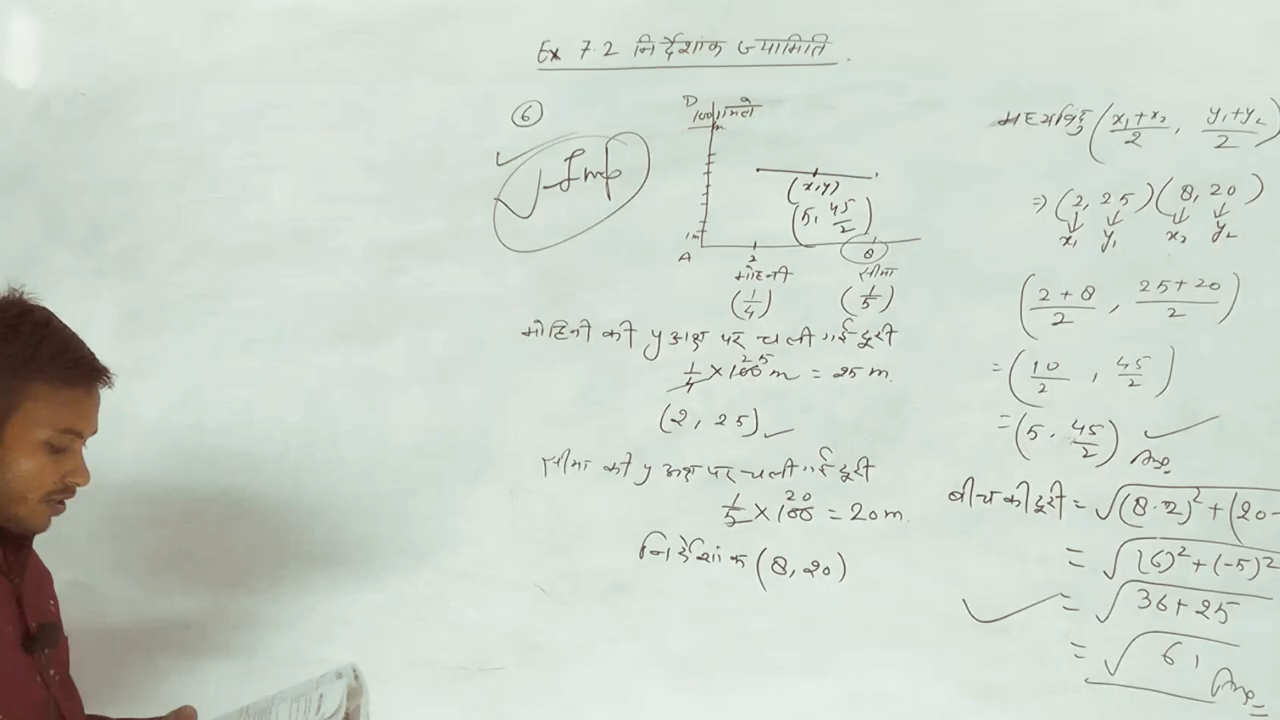 Ex 7.2 निर्देशांक ज्यामिति
6
Imp
D
100
1m
A
2
8
(x,y)
(5, 45/2)
मोहिनी
सीमा
(1/4)
(1/5)
मोहिनी की y अक्ष पर चली गई दूरी
1/4 × 100 m = 25 m.
25
(2, 25)
सीमा की y अक्ष पर चली गई दूरी
1/5 × 100 = 20 m.
20
निर्देशांक (8, 20)
मध्यबिंदु (x₁+x₂/2, y₁+y₂/2)
⇒ (2, 25) (8, 20)
x₁ y₁ x₂ y₂
(2+8/2, 25+20/2)
= (10/2, 45/2)
= (5, 45/2) Ans
बीच की दूरी = √(8-2)² + (20-
= √(6)² + (-5)²
= √36+25
= √61 Ans